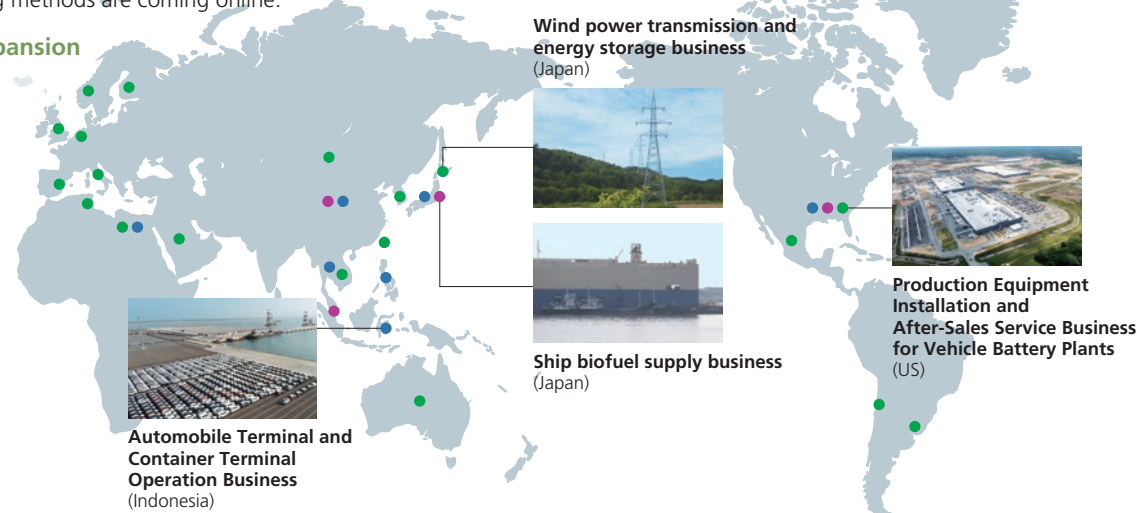 methods are coming online.
pansion
Wind power transmission and
energy storage business
(Japan)
Ship biofuel supply business
(Japan)
Production Equipment
Installation and
After-Sales Service Business
for Vehicle Battery Plants
(US)
Automobile Terminal and
Container Terminal
Operation Business
(Indonesia)